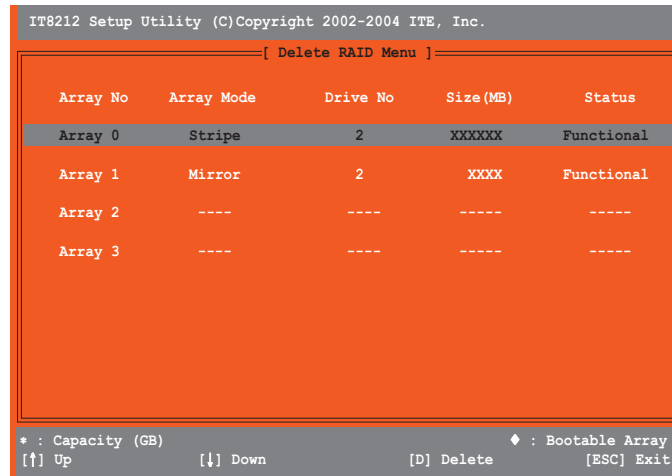 IT8212 Setup Utility (C)Copyright 2002-2004 ITE, Inc.
[ Delete RAID Menu ]
Array No Array Mode Drive No Size(MB) Status
Array 0 Stripe 2 XXXXXX Functional
Array 1 Mirror 2 XXXX Functional
Array 2 ---- ---- ----- -----
Array 3 ---- ---- ----- -----
* : Capacity (GB) ♦ : Bootable Array
[↑] Up [↓] Down [D] Delete [ESC] Exit